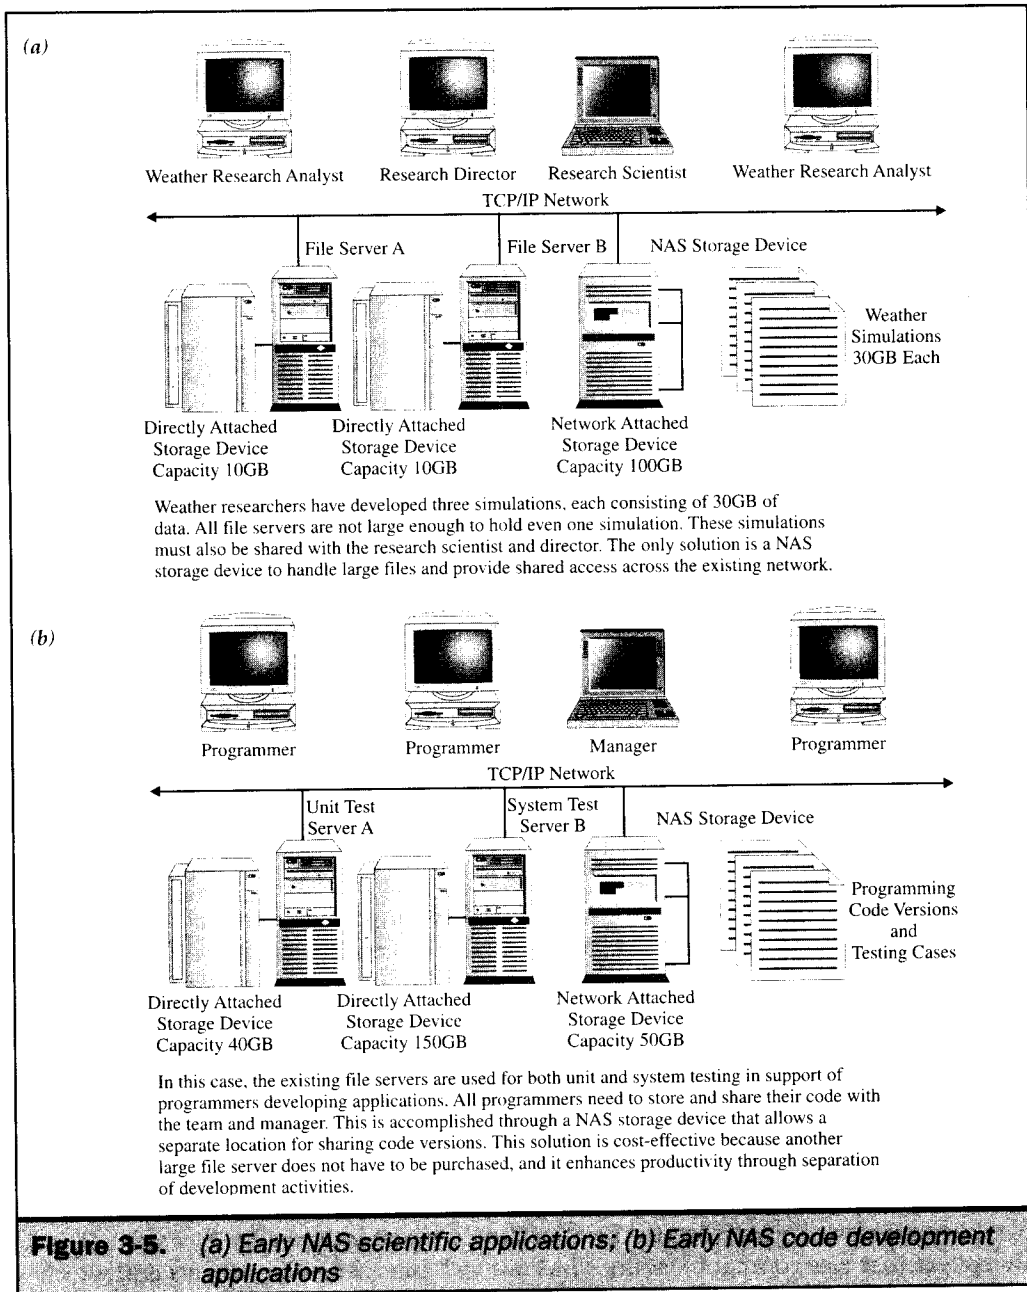 (a)
Weather Research Analyst
Research Director
Research Scientist
Weather Research Analyst
TCP/IP Network
File Server A
File Server B
NAS Storage Device
Weather
Simulations
30GB Each
Directly Attached
Storage Device
Capacity 10GB
Directly Attached
Storage Device
Capacity 10GB
Network Attached
Storage Device
Capacity 100GB
Weather researchers have developed three simulations, each consisting of 30GB of
data. All file servers are not large enough to hold even one simulation. These simulations
must also be shared with the research scientist and director. The only solution is a NAS
storage device to handle large files and provide shared access across the existing network.
(b)
Programmer
Programmer
Manager
Programmer
TCP/IP Network
Unit Test
Server A
System Test
Server B
NAS Storage Device
Programming
Code Versions
and
Testing Cases
Directly Attached
Storage Device
Capacity 40GB
Directly Attached
Storage Device
Capacity 150GB
Network Attached
Storage Device
Capacity 50GB
In this case, the existing file servers are used for both unit and system testing in support of
programmers developing applications. All programmers need to store and share their code with
the team and manager. This is accomplished through a NAS storage device that allows a
separate location for sharing code versions. This solution is cost-effective because another
large file server does not have to be purchased, and it enhances productivity through separation
of development activities.
Figure 3-5. (a) Early NAS scientific applications; (b) Early NAS code development
applications